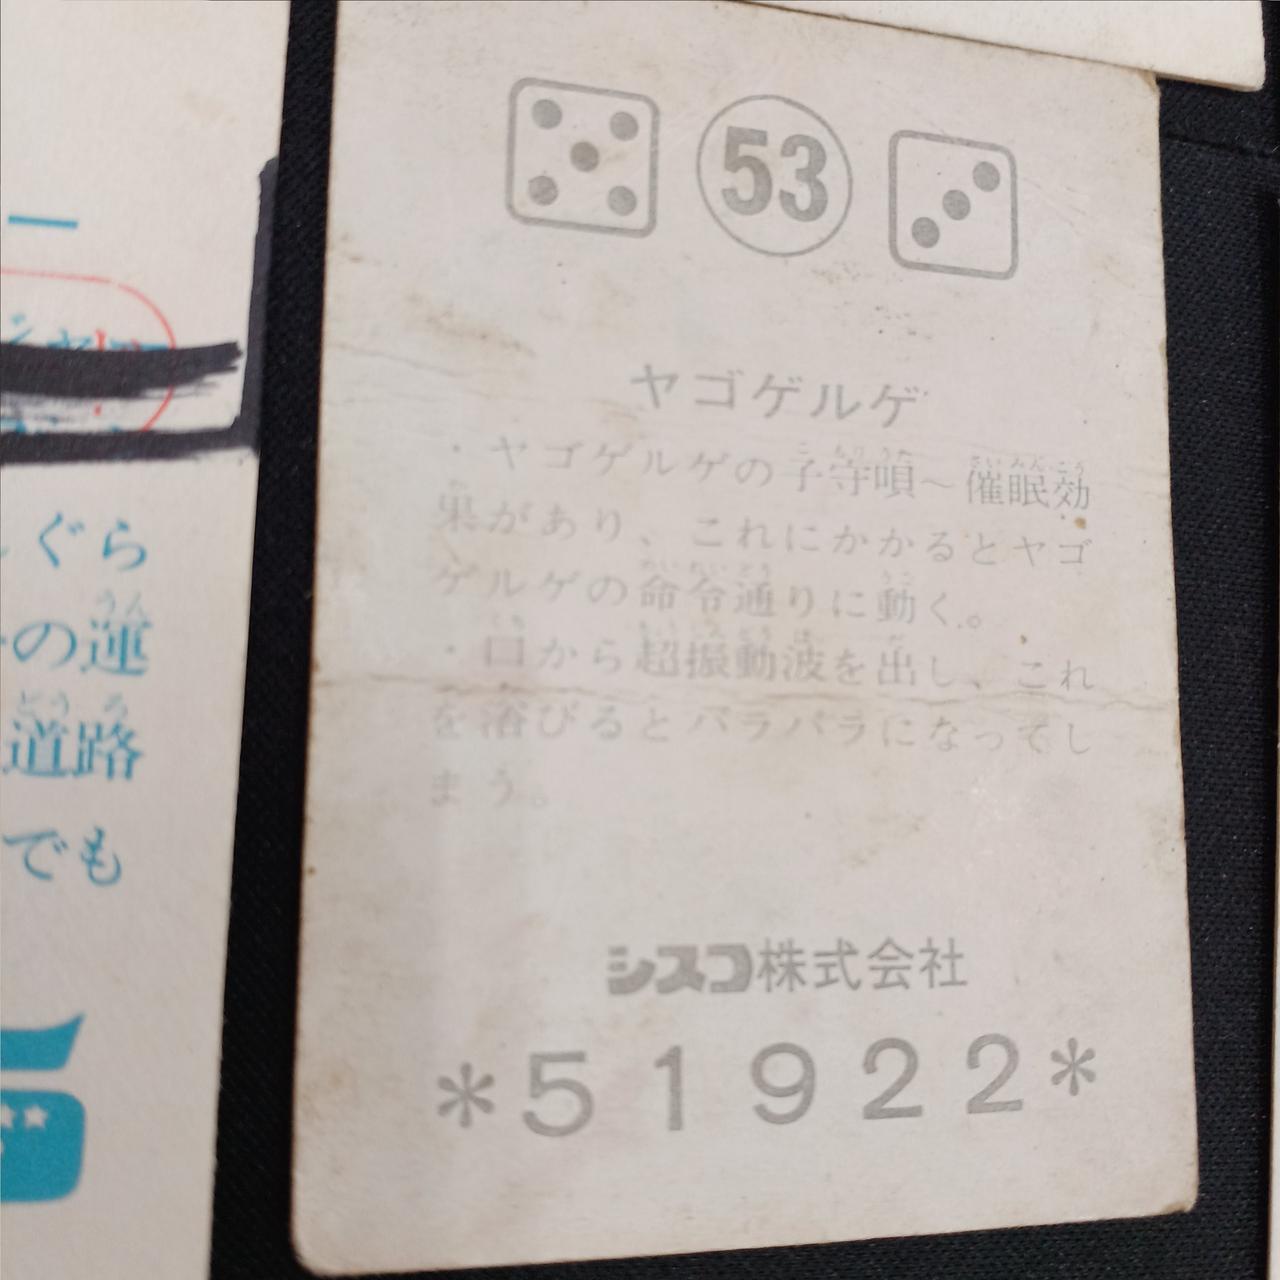 53
ヤゴゲルゲ
・ヤゴゲルゲの子守唄～催眠効
果があり、これにかかるとヤゴ
ゲルゲの命令通りに動く。
・口から超振動波を出し、これ
を浴びるとバラバラになってし
まう。
シスコ株式会社
*51922*
ー
ぐら
の運
道路
でも